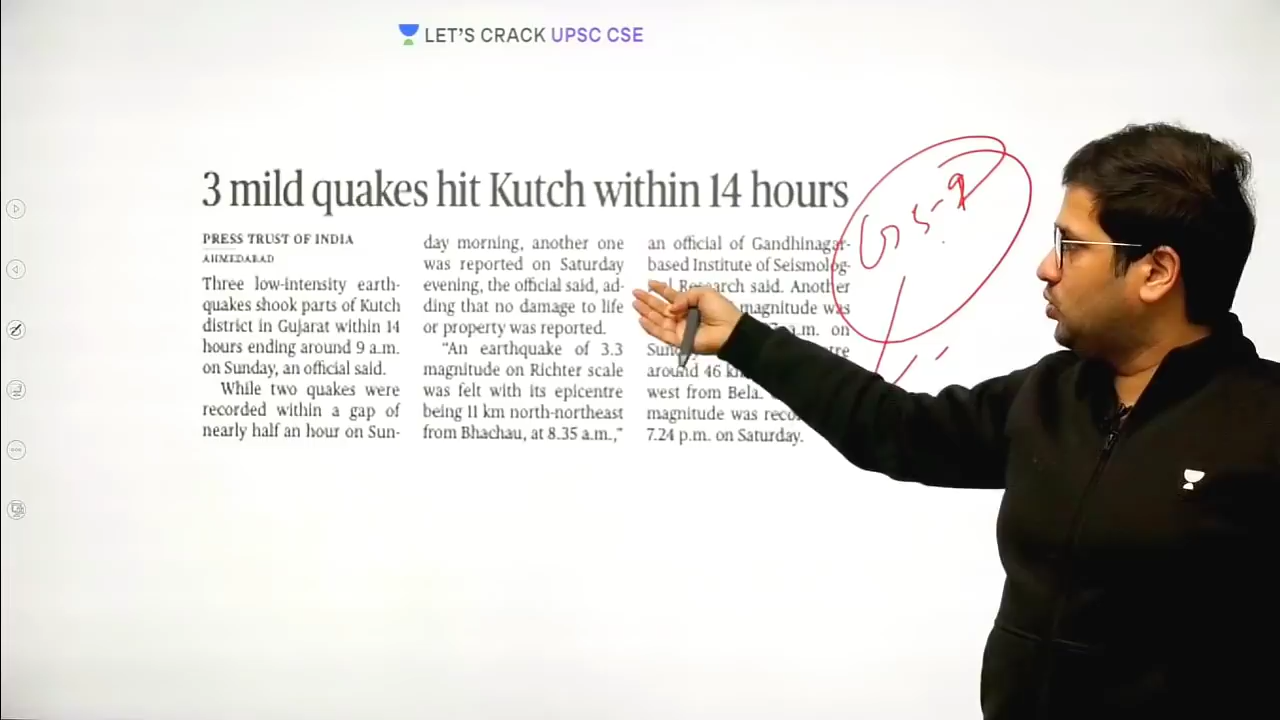 LET'S CRACK UPSC CSE
3 mild quakes hit Kutch within 14 hours
PRESS TRUST OF INDIA
AHMEDABAD
Three low-intensity earth-
quakes shook parts of Kutch
district in Gujarat within 14
hours ending around 9 a.m.
on Sunday, an official said.
While two quakes were
recorded within a gap of
nearly half an hour on Sun-
day morning, another one
was reported on Saturday
evening, the official said, ad-
ding that no damage to life
or property was reported.
"An earthquake of 3.3
magnitude on Richter scale
was felt with its epicentre
being 11 km north-northeast
from Bhachau, at 8.35 a.m.,"
an official of Gandhinagar-
based Institute of Seismolog-
Research said. Another
magnitude was
a.m. on
around 46
west from Bela.
magnitude was
7.24 p.m. on Saturday.